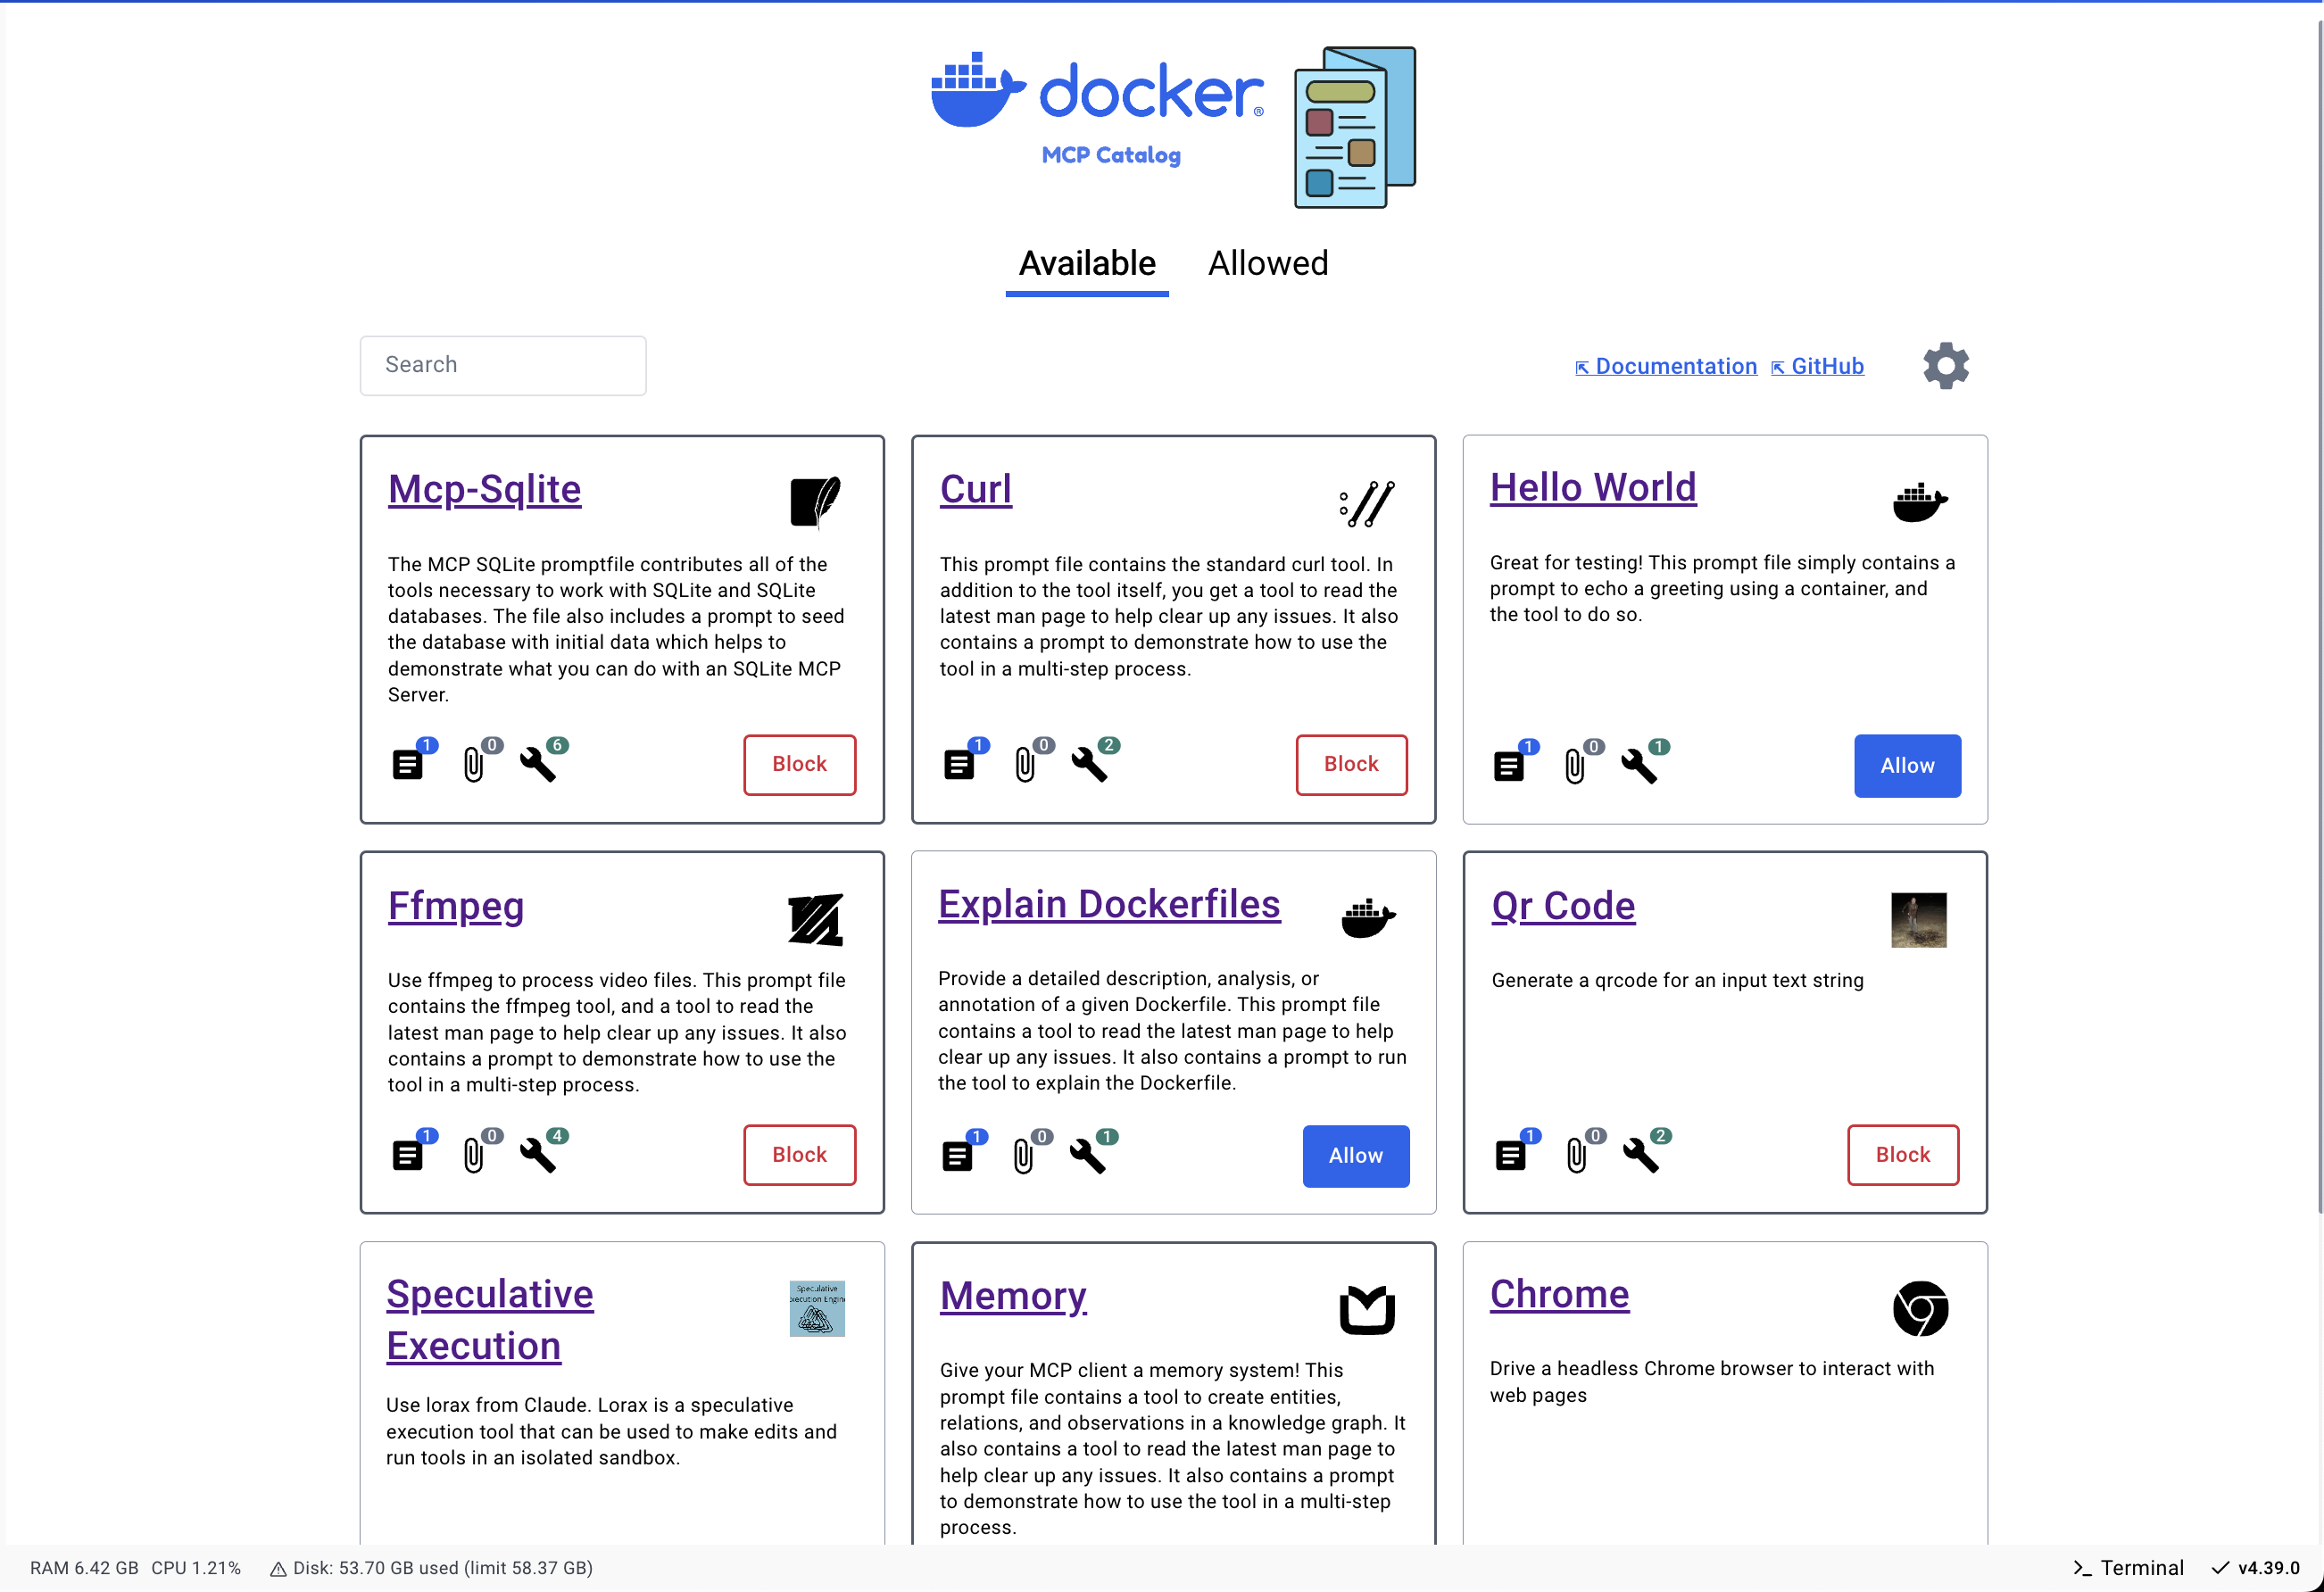 docker®
MCP Catalog
Available Allowed
Search
Documentation GitHub
Mcp-Sqlite
The MCP SQLite promptfile contributes all of the
tools necessary to work with SQLite and SQLite
databases. The file also includes a prompt to seed
the database with initial data which helps to
demonstrate what you can do with an SQLite MCP
Server.
1 0 6 Block
Curl
This prompt file contains the standard curl tool. In
addition to the tool itself, you get a tool to read the
latest man page to help clear up any issues. It also
contains a prompt to demonstrate how to use the
tool in a multi-step process.
1 0 2 Block
Hello World
Great for testing! This prompt file simply contains a
prompt to echo a greeting using a container, and
the tool to do so.
1 0 1 Allow
Ffmpeg
Use ffmpeg to process video files. This prompt file
contains the ffmpeg tool, and a tool to read the
latest man page to help clear up any issues. It also
contains a prompt to demonstrate how to use the
tool in a multi-step process.
1 0 4 Block
Explain Dockerfiles
Provide a detailed description, analysis, or
annotation of a given Dockerfile. This prompt file
contains a tool to read the latest man page to help
clear up any issues. It also contains a prompt to run
the tool to explain the Dockerfile.
1 0 1 Allow
Qr Code
Generate a qrcode for an input text string
1 0 2 Block
Speculative
Execution
Speculative
Use lorax from Claude. Lorax is a speculative
execution tool that can be used to make edits and
run tools in an isolated sandbox.
Memory
Give your MCP client a memory system! This
prompt file contains a tool to create entities,
relations, and observations in a knowledge graph. It
also contains a tool to read the latest man page to
help clear up any issues. It also contains a prompt
to demonstrate how to use the tool in a multi-step
process.
Chrome
Drive a headless Chrome browser to interact with
web pages
RAM 6.42 GB CPU 1.21% Disk: 53.70 GB used (limit 58.37 GB) Terminal v4.39.0